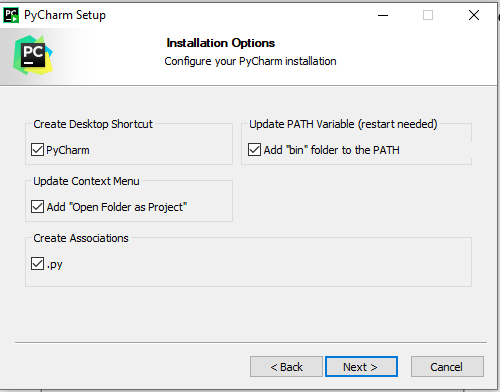 PyCharm Setup
PC
Installation Options
Configure your PyCharm installation
Create Desktop Shortcut
PyCharm
Update PATH Variable (restart needed)
Add "bin" folder to the PATH
Update Context Menu
Add "Open Folder as Project"
Create Associations
.py
< Back
Next >
Cancel